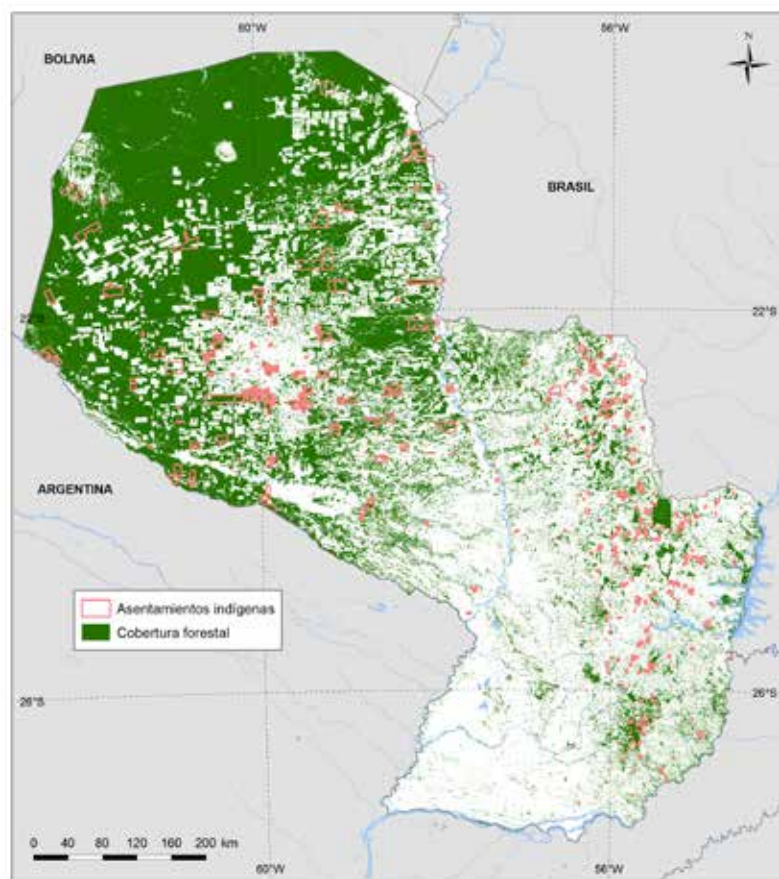 60°W
56°W
BOLIVIA
BRASIL
22°S
22°S
ARGENTINA
Asentamientos indígenas
Cobertura forestal
26°S
26°S
0 40 80 120 160 200 km
60°W
56°W